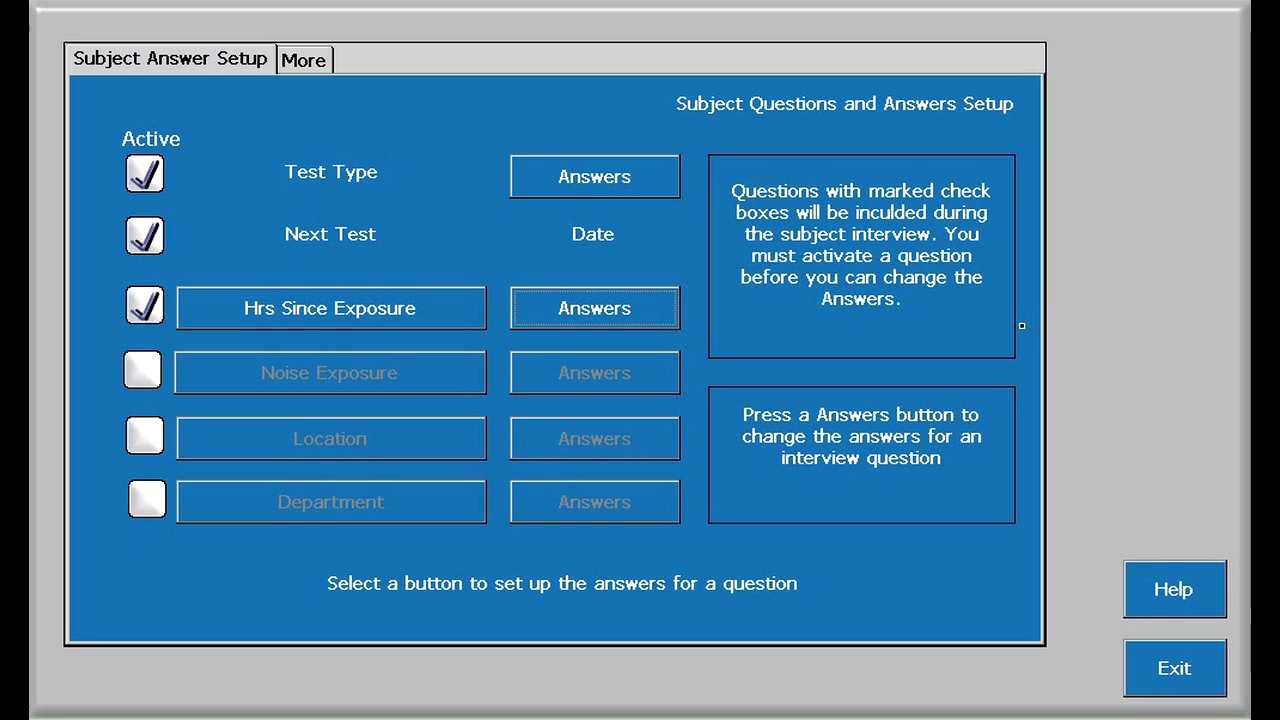 Subject Answer Setup
More
Subject Questions and Answers Setup
Active
Test Type
Answers
Next Test
Date
Hrs Since Exposure
Answers
Noise Exposure
Answers
Location
Answers
Department
Answers
Questions with marked check
boxes will be inculded during
the subject interview. You
must activate a question
before you can change the
Answers.
Press a Answers button to
change the answers for an
interview question
Select a button to set up the answers for a question
Help
Exit